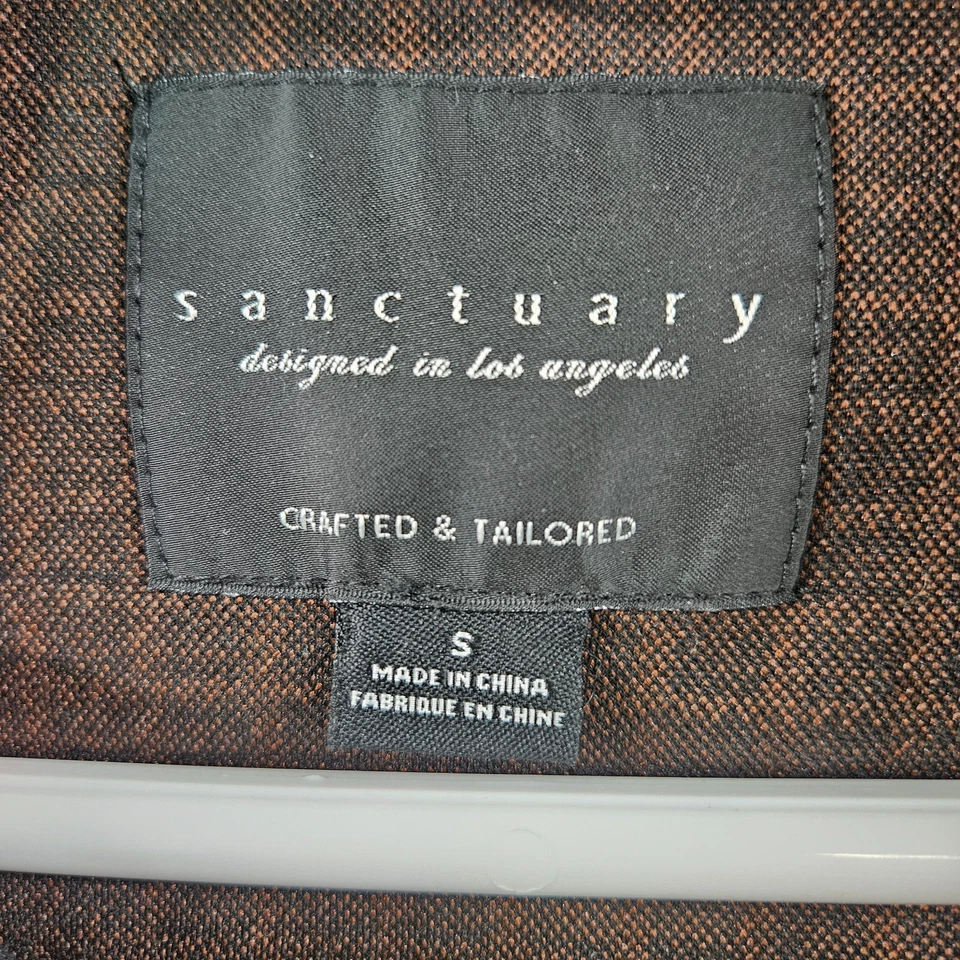 sanctuary
designed in los angeles
CRAFTED & TAILORED
S
MADE IN CHINA
FABRIQUE EN CHINE